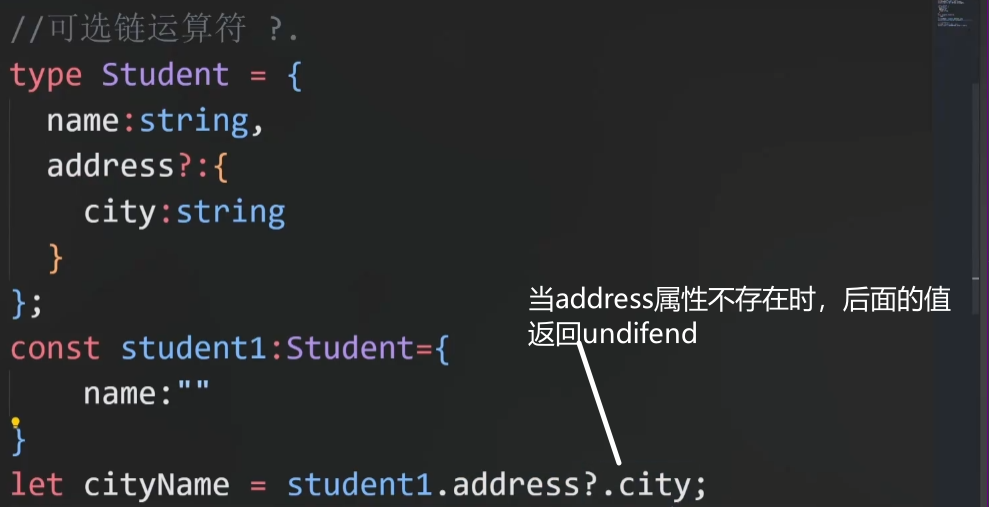 //可选链运算符 ?.
type Student = {
name:string,
address?:{
city:string
}
};
当address属性不存在时，后面的值
返回undifend
const student1:Student={
name:""
}
let cityName = student1.address?.city;